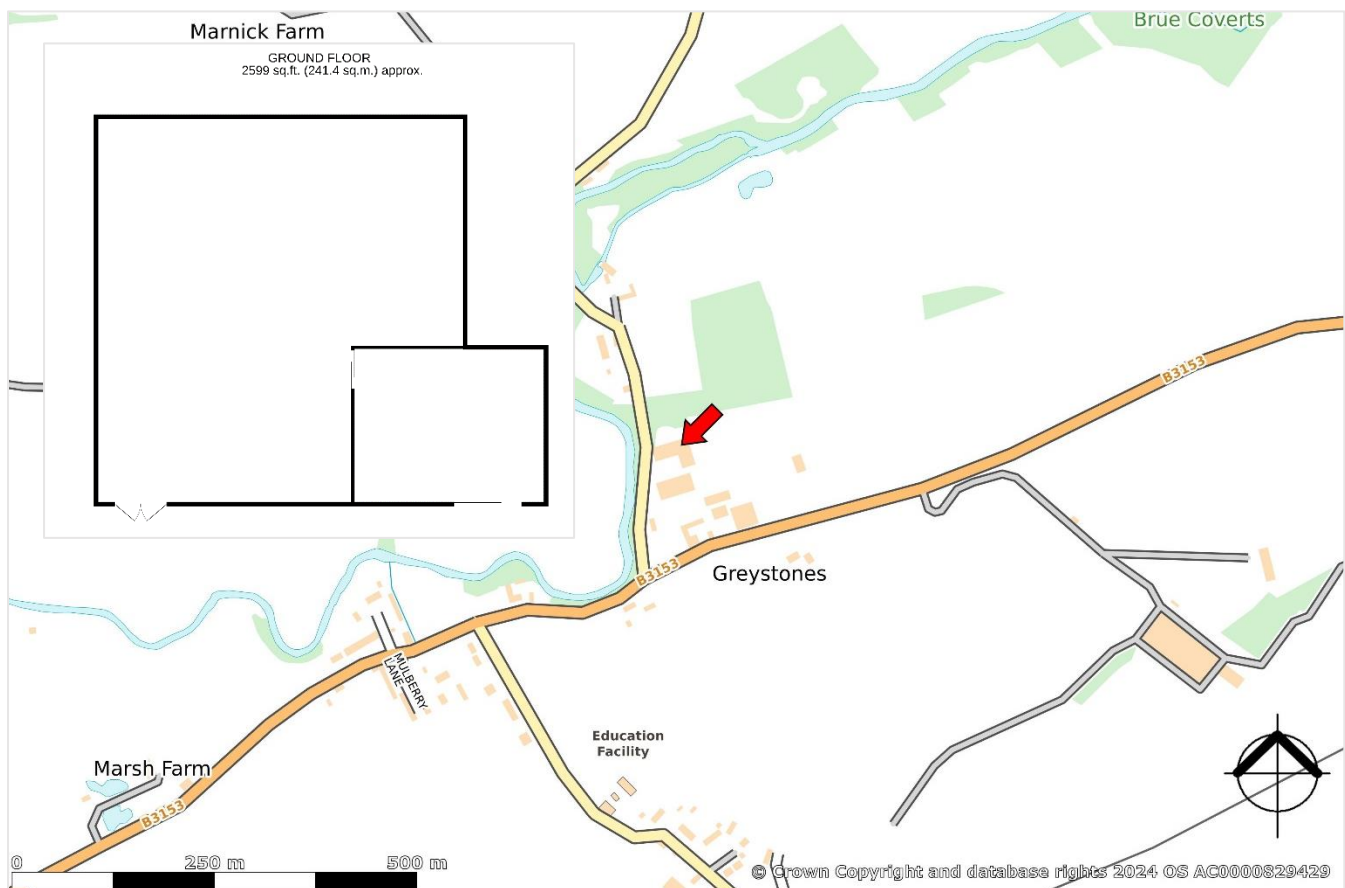 Marnick Farm
Brue Coverts
GROUND FLOOR
2599 sq.ft. (241.4 sq.m.) approx.
B3153
B3153
Greystones
MULBERRY
LANE
Education
Facility
Marsh Farm
B3153
0 250 m 500 m
© Crown Copyright and database rights 2024 OS AC0000829429